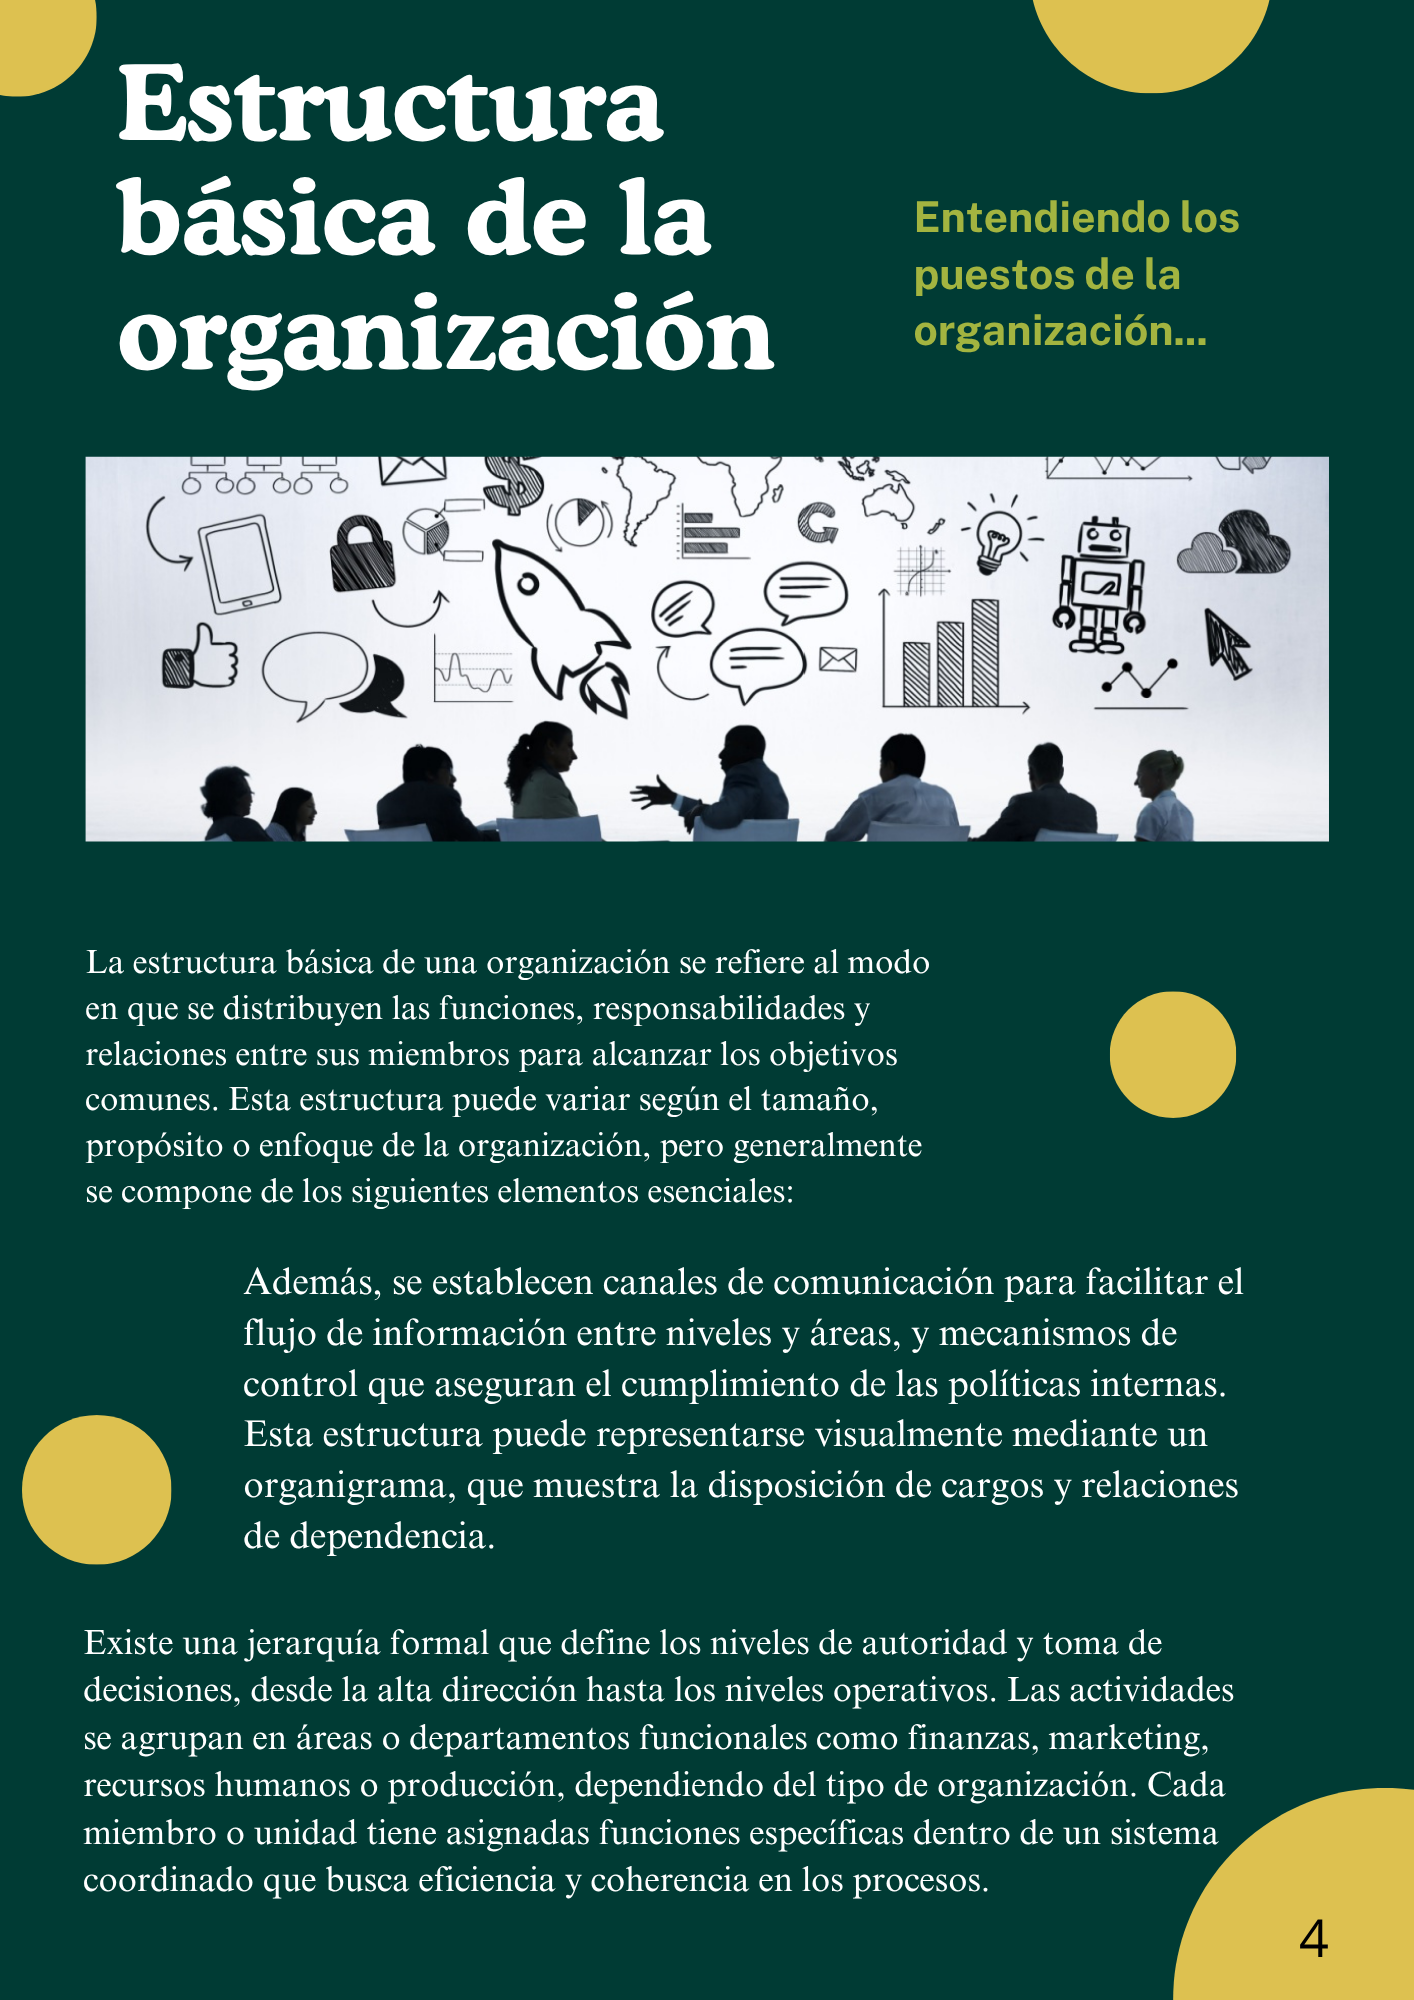 Estructura
básica de la
organización
Entendiendo los
puestos de la
organización...
La estructura básica de una organización se refiere al modo
en que se distribuyen las funciones, responsabilidades y
relaciones entre sus miembros para alcanzar los objetivos
comunes. Esta estructura puede variar según el tamaño,
propósito o enfoque de la organización, pero generalmente
se compone de los siguientes elementos esenciales:
Además, se establecen canales de comunicación para facilitar el
flujo de información entre niveles y áreas, y mecanismos de
control que aseguran el cumplimiento de las políticas internas.
Esta estructura puede representarse visualmente mediante un
organigrama, que muestra la disposición de cargos y relaciones
de dependencia.
Existe una jerarquía formal que define los niveles de autoridad y toma de
decisiones, desde la alta dirección hasta los niveles operativos. Las actividades
se agrupan en áreas o departamentos funcionales como finanzas, marketing,
recursos humanos o producción, dependiendo del tipo de organización. Cada
miembro o unidad tiene asignadas funciones específicas dentro de un sistema
coordinado que busca eficiencia y coherencia en los procesos.
4